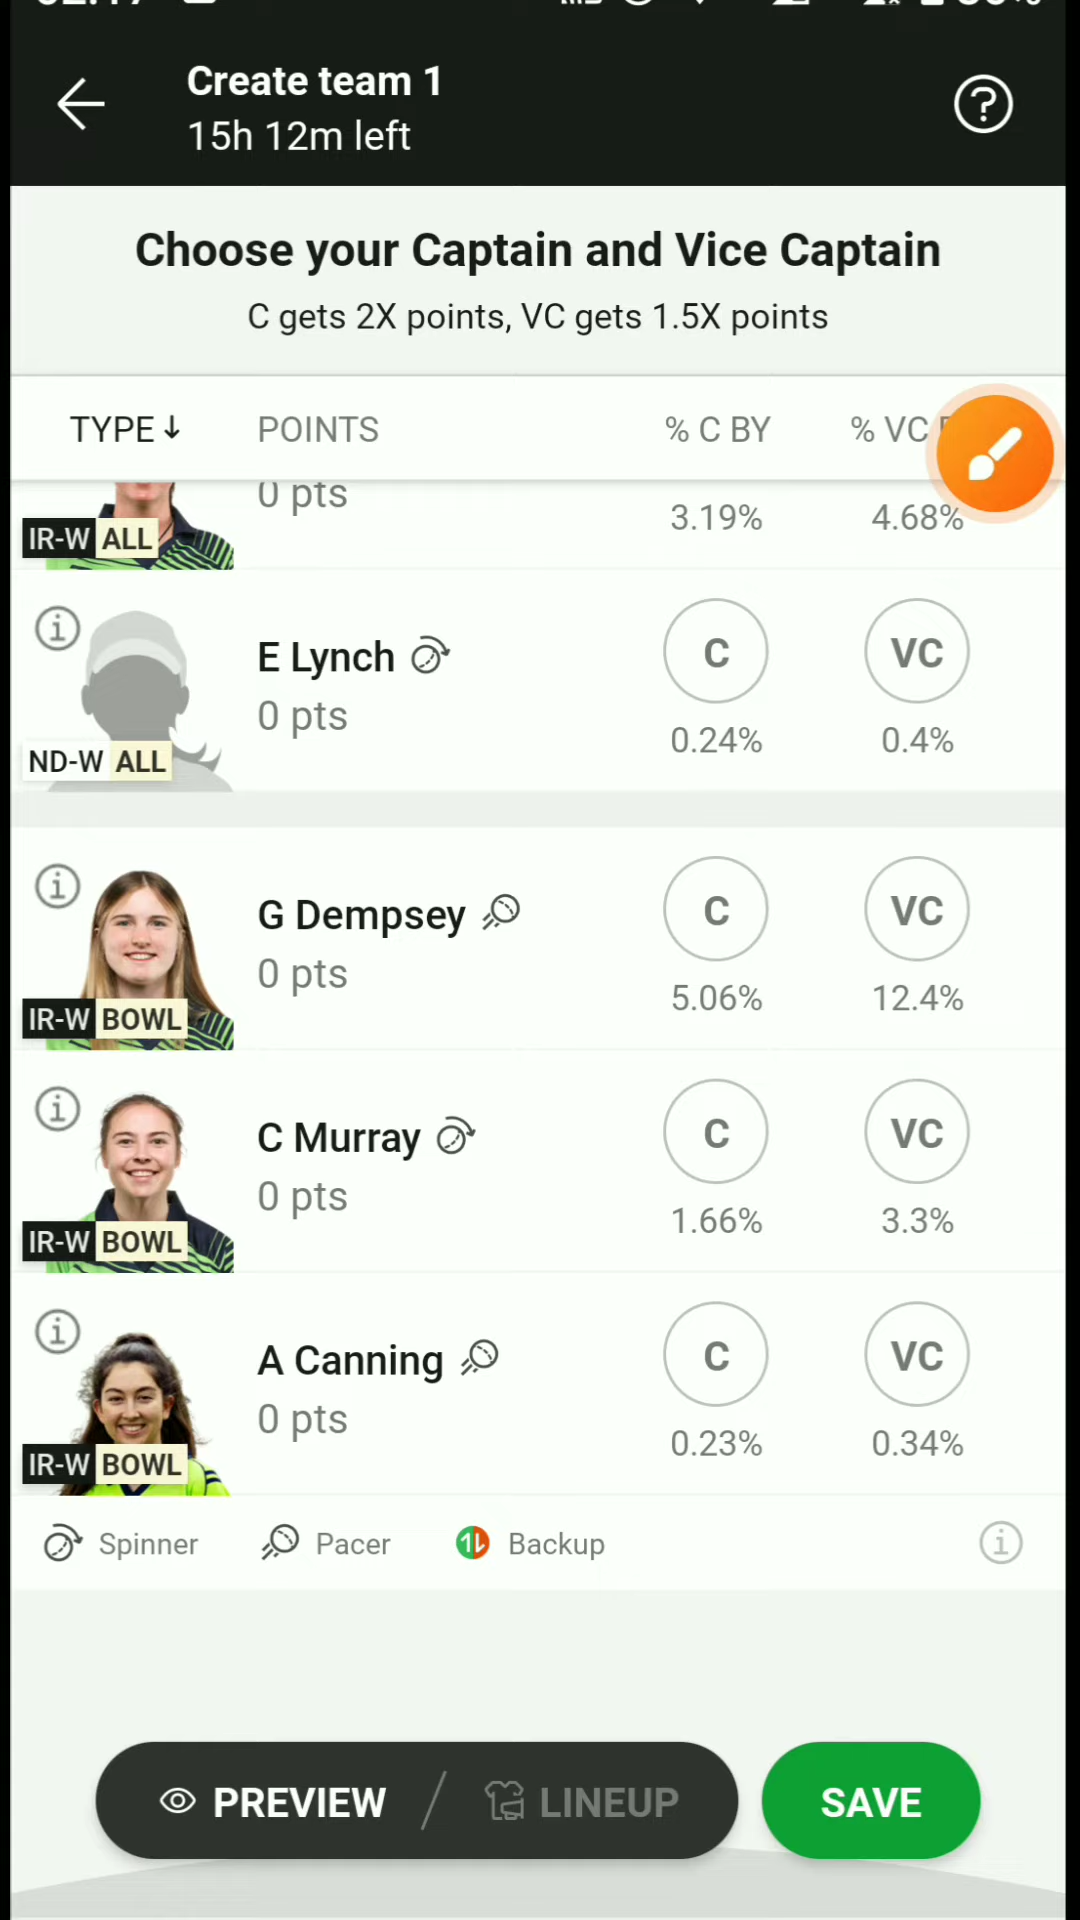 Create team 1
15h 12m left
Choose your Captain and Vice Captain
C gets 2X points, VC gets 1.5X points
TYPE↓ POINTS % C BY % VC
0 pts 3.19% 4.68%
IR-W ALL
E Lynch C VC
0 pts 0.24% 0.4%
ND-W ALL
G Dempsey C VC
0 pts 5.06% 12.4%
IR-W BOWL
C Murray C VC
0 pts 1.66% 3.3%
IR-W BOWL
A Canning C VC
0 pts 0.23% 0.34%
IR-W BOWL
Spinner Pacer Backup
PREVIEW / LINEUP SAVE